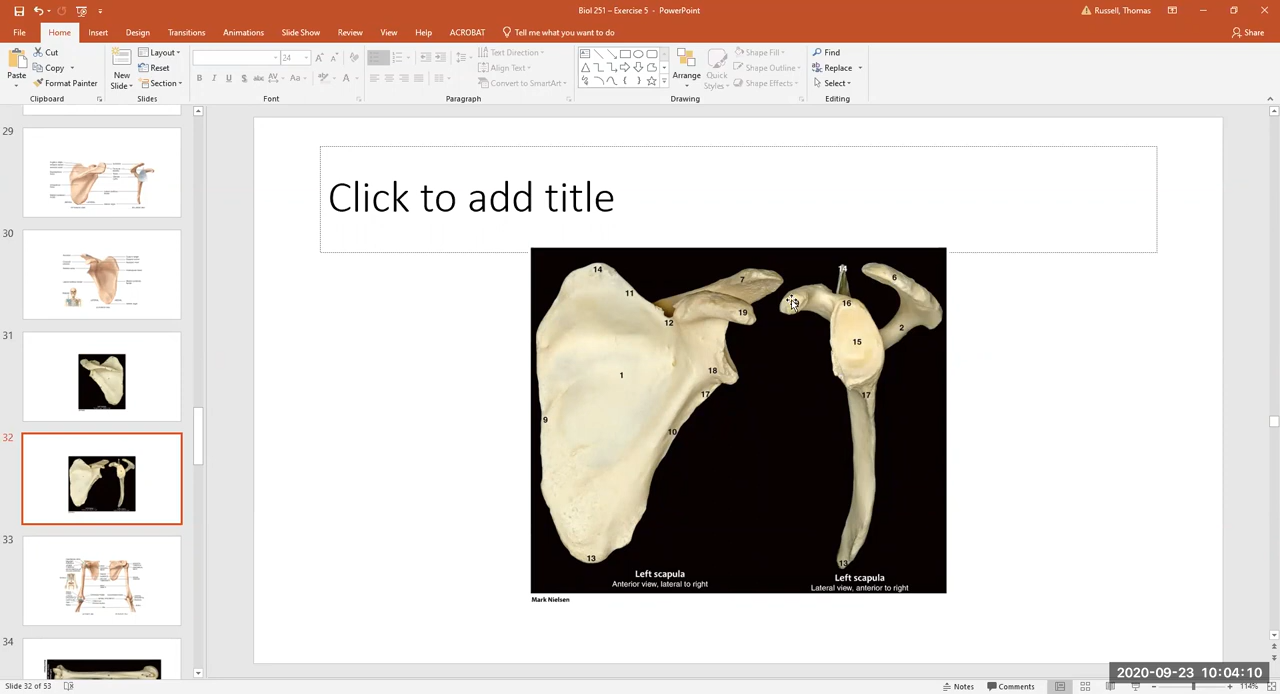 Biol 251 – Exercise 5 - PowerPoint
Russell, Thomas
File Home Insert Design Transitions Animations Slide Show Review View Help ACROBAT Tell me what you want to do
Share
Paste
Cut
Copy
Format Painter
Clipboard
New
Slide
Layout
Reset
Section
Slides
24
Font
Text Direction
Align Text
Convert to SmartArt
Paragraph
Arrange
Quick
Styles
Shape Fill
Shape Outline
Shape Effects
Drawing
Find
Replace
Select
Editing
29
30
31
32
33
34
Click to add title
14
11
7
12
19
1
18
17
9
10
13
14
6
16
2
15
17
13
Left scapula
Anterior view, lateral to right
Left scapula
Lateral view, anterior to right
Mark Nielsen
2020-09-23 10:04:10
Slide 32 of 53
Notes
Comments
114%